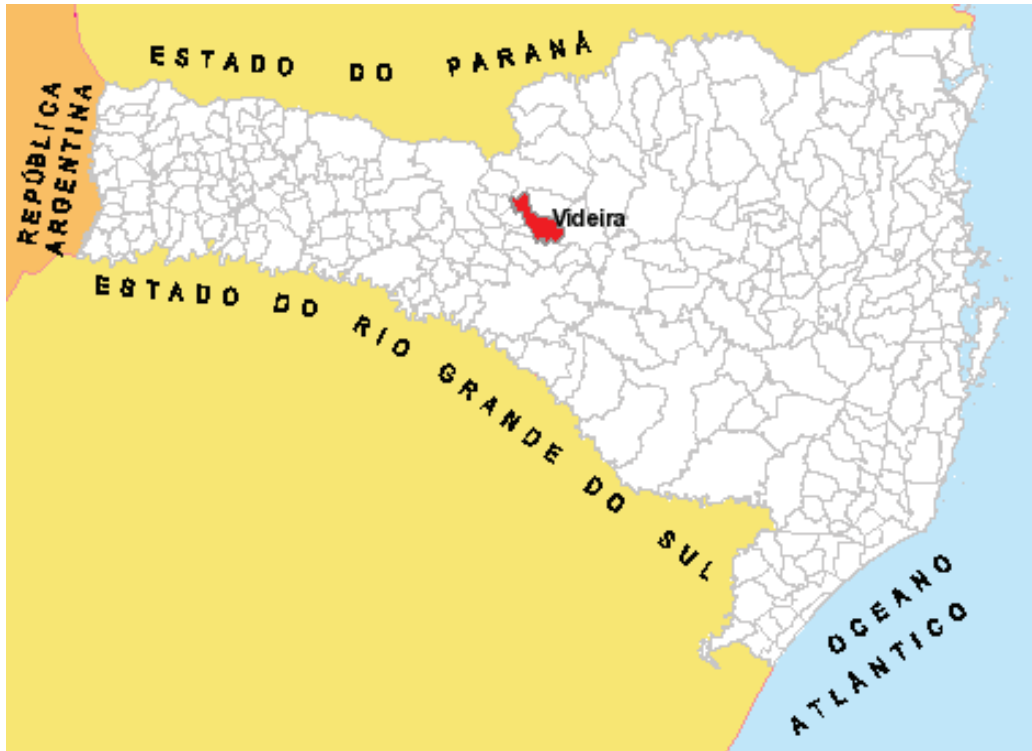 ESTADO DO PARANÁ
REPÚBLICA
ARGENTINA
Videira
ESTADO DO RIO GRANDE DO SUL
OCEANO
ATLÂNTICO